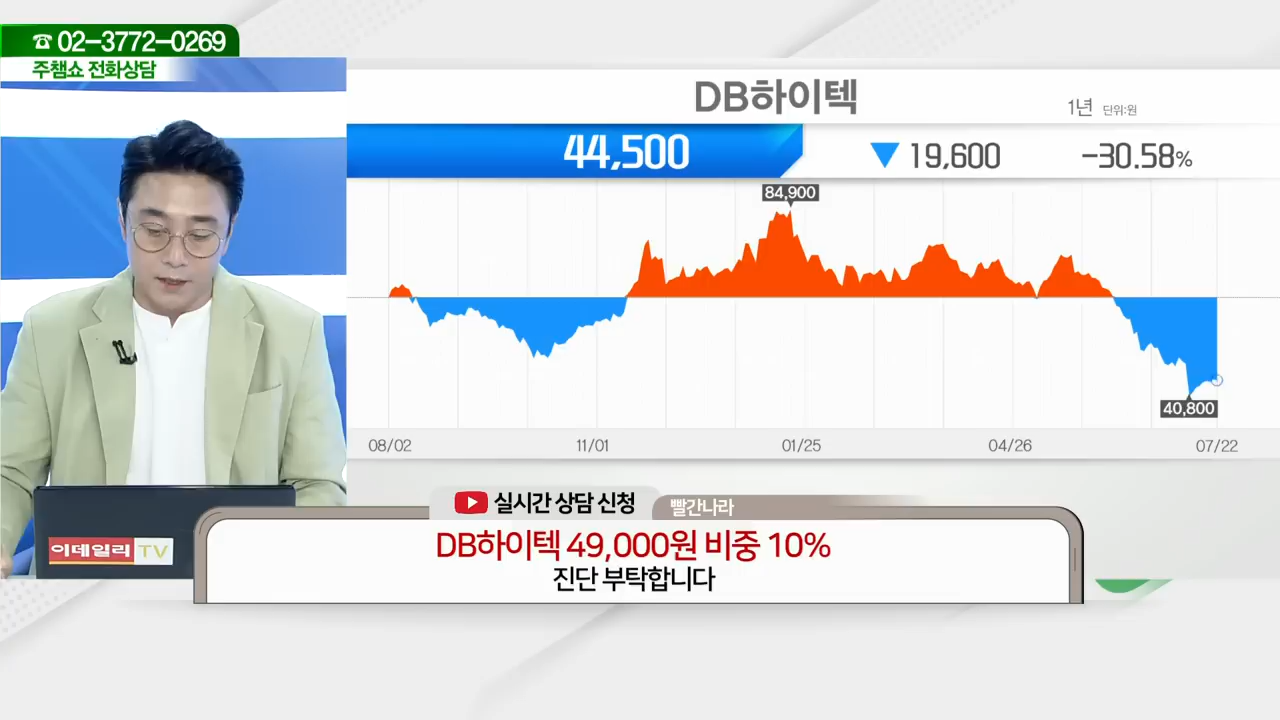 ☎ 02-3772-0269
주챔쇼 전화상담
DB하이텍
1년 단위:원
44,500 ▼ 19,600 -30.58%
84,900
40,800
08/02 11/01 01/25 04/26 07/22
이데일리 TV
실시간 상담 신청 빨간나라
DB하이텍 49,000원 비중 10%
진단 부탁합니다